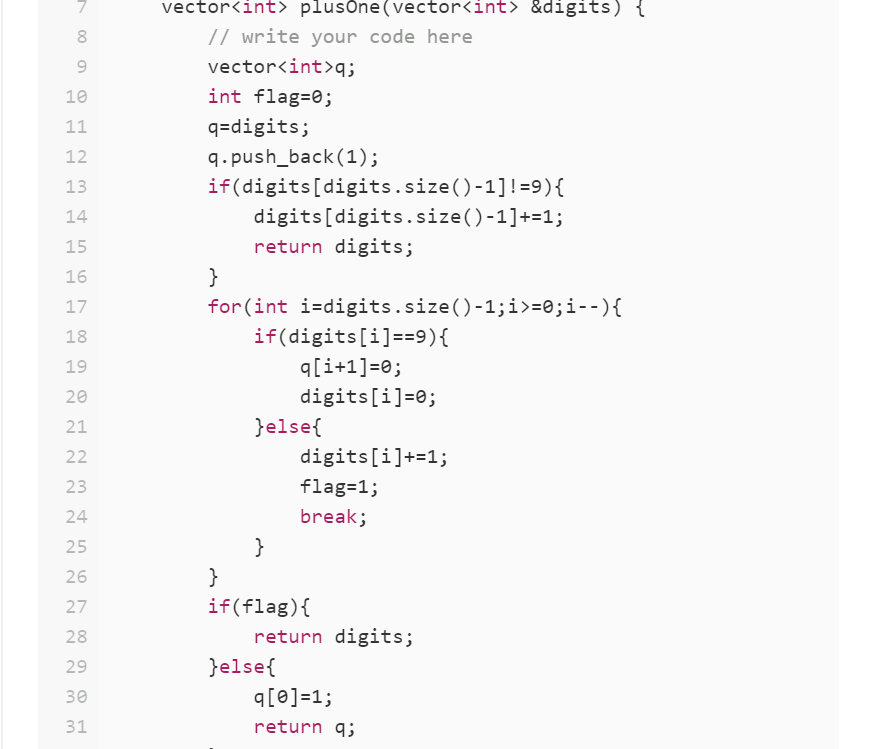 7 vector<int> plusOne(vector<int> &digits) {
8 // write your code here
9 vector<int>q;
10 int flag=0;
11 q=digits;
12 q.push_back(1);
13 if(digits[digits.size()-1]!=9){
14 digits[digits.size()-1]+=1;
15 return digits;
16 }
17 for(int i=digits.size()-1;i>=0;i--){
18 if(digits[i]==9){
19 q[i+1]=0;
20 digits[i]=0;
21 }else{
22 digits[i]+=1;
23 flag=1;
24 break;
25 }
26 }
27 if(flag){
28 return digits;
29 }else{
30 q[0]=1;
31 return q;